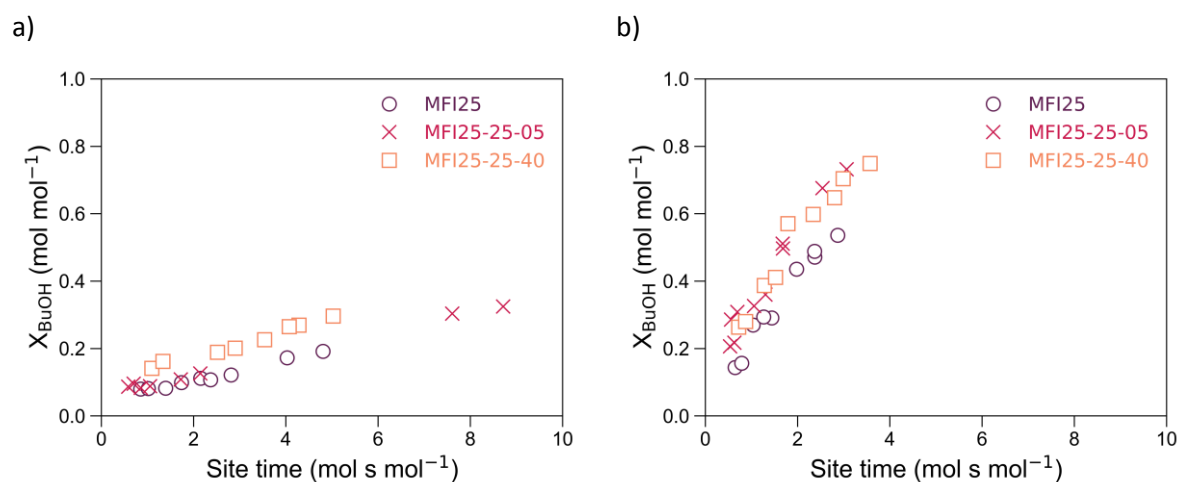 a)
1.0
0.8
0.6
0.4
0.2
0.0
X_BuOH (mol mol⁻¹)
MFI25
MFI25-25-05
MFI25-25-40
0 2 4 6 8 10
Site time (mol s mol⁻¹)
b)
1.0
0.8
0.6
0.4
0.2
0.0
X_BuOH (mol mol⁻¹)
MFI25
MFI25-25-05
MFI25-25-40
0 2 4 6 8 10
Site time (mol s mol⁻¹)